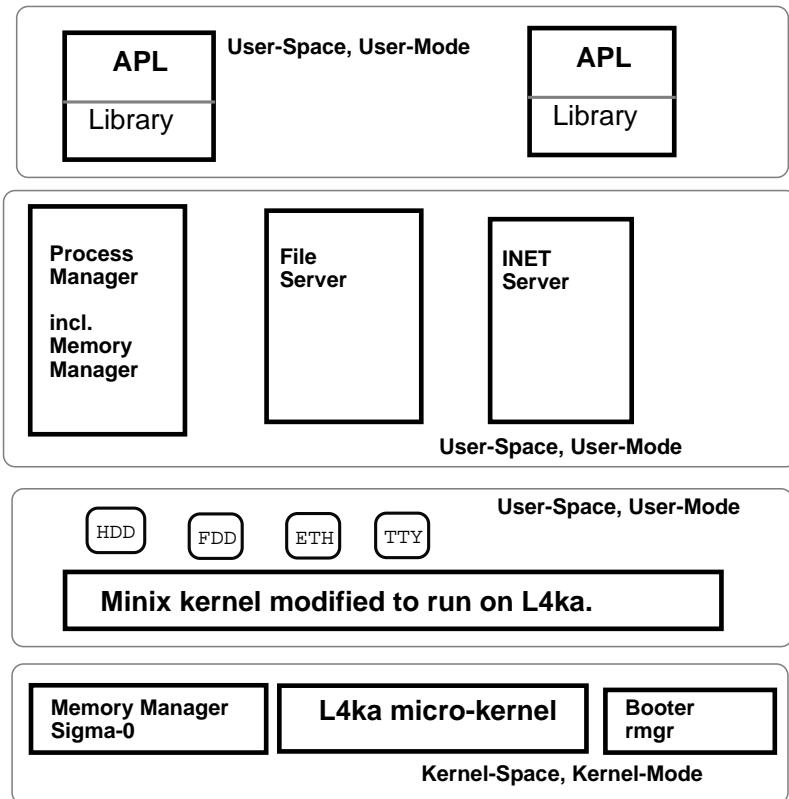 APL
User-Space, User-Mode
APL
Library
Library
Process
Manager
incl.
Memory
Manager
File
Server
INET
Server
User-Space, User-Mode
User-Space, User-Mode
HDD
FDD
ETH
TTY
Minix kernel modified to run on L4ka.
Memory Manager
Sigma-0
L4ka micro-kernel
Booter
rmgr
Kernel-Space, Kernel-Mode